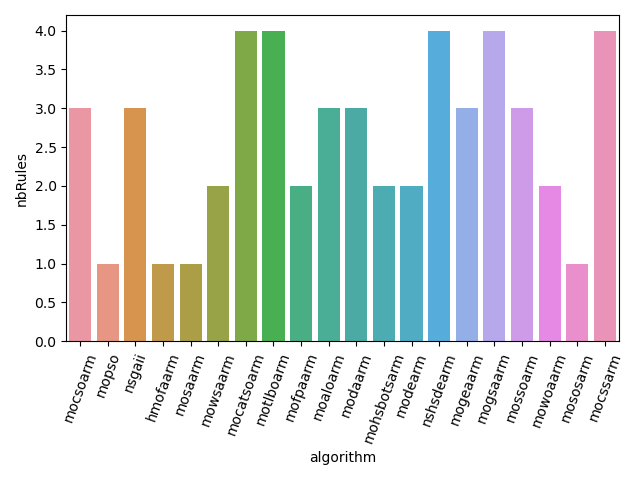 4.0
3.5
3.0
2.5
2.0
1.5
1.0
0.5
0.0
nbRules
mocsoarm
mopso
nsgaii
hmofaarm
mosaarm
mowsaarm
mocatsoarm
motlboarm
mofpaarm
moaloarm
modaarm
mohsbotsarm
modearm
nshsdearm
mogeaarm
mogsaarm
mossoarm
mowoaarm
mososarm
mocssarm
algorithm